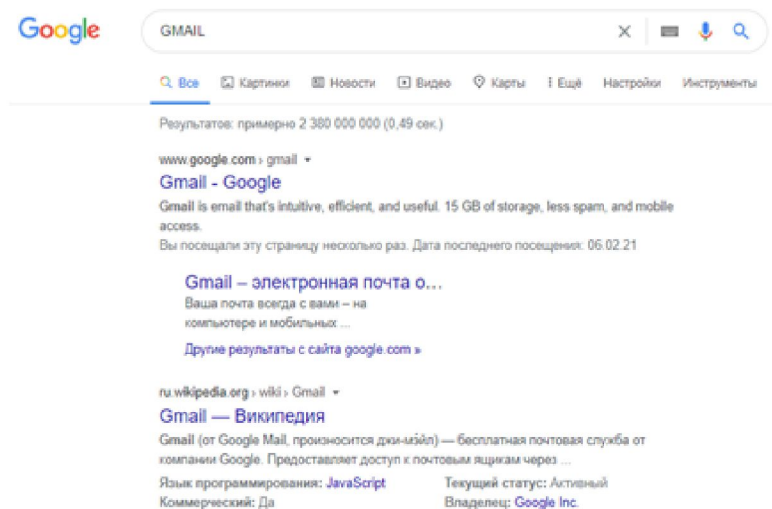 Google GMAIL
Все Картинки Новости Видео Карты Ещё Настройки Инструменты
Результатов: примерно 2 380 000 000 (0,49 сек.)
www.google.com › gmail
Gmail - Google
Gmail is email that's intuitive, efficient, and useful. 15 GB of storage, less spam, and mobile
access.
Вы посещали эту страницу несколько раз. Дата последнего посещения: 06.02.21
Gmail – электронная почта о...
Ваша почта всегда с вами – на
компьютере и мобильных ...
Другие результаты с сайта google.com »
ru.wikipedia.org › wiki › Gmail
Gmail — Википедия
Gmail (от Google Mail, произносится джи-мэ́йл) — бесплатная почтовая служба от
компании Google. Предоставляет доступ к почтовым ящикам через ...
Язык программирования: JavaScript Текущий статус: Активный
Коммерческий: Да Владелец: Google Inc.